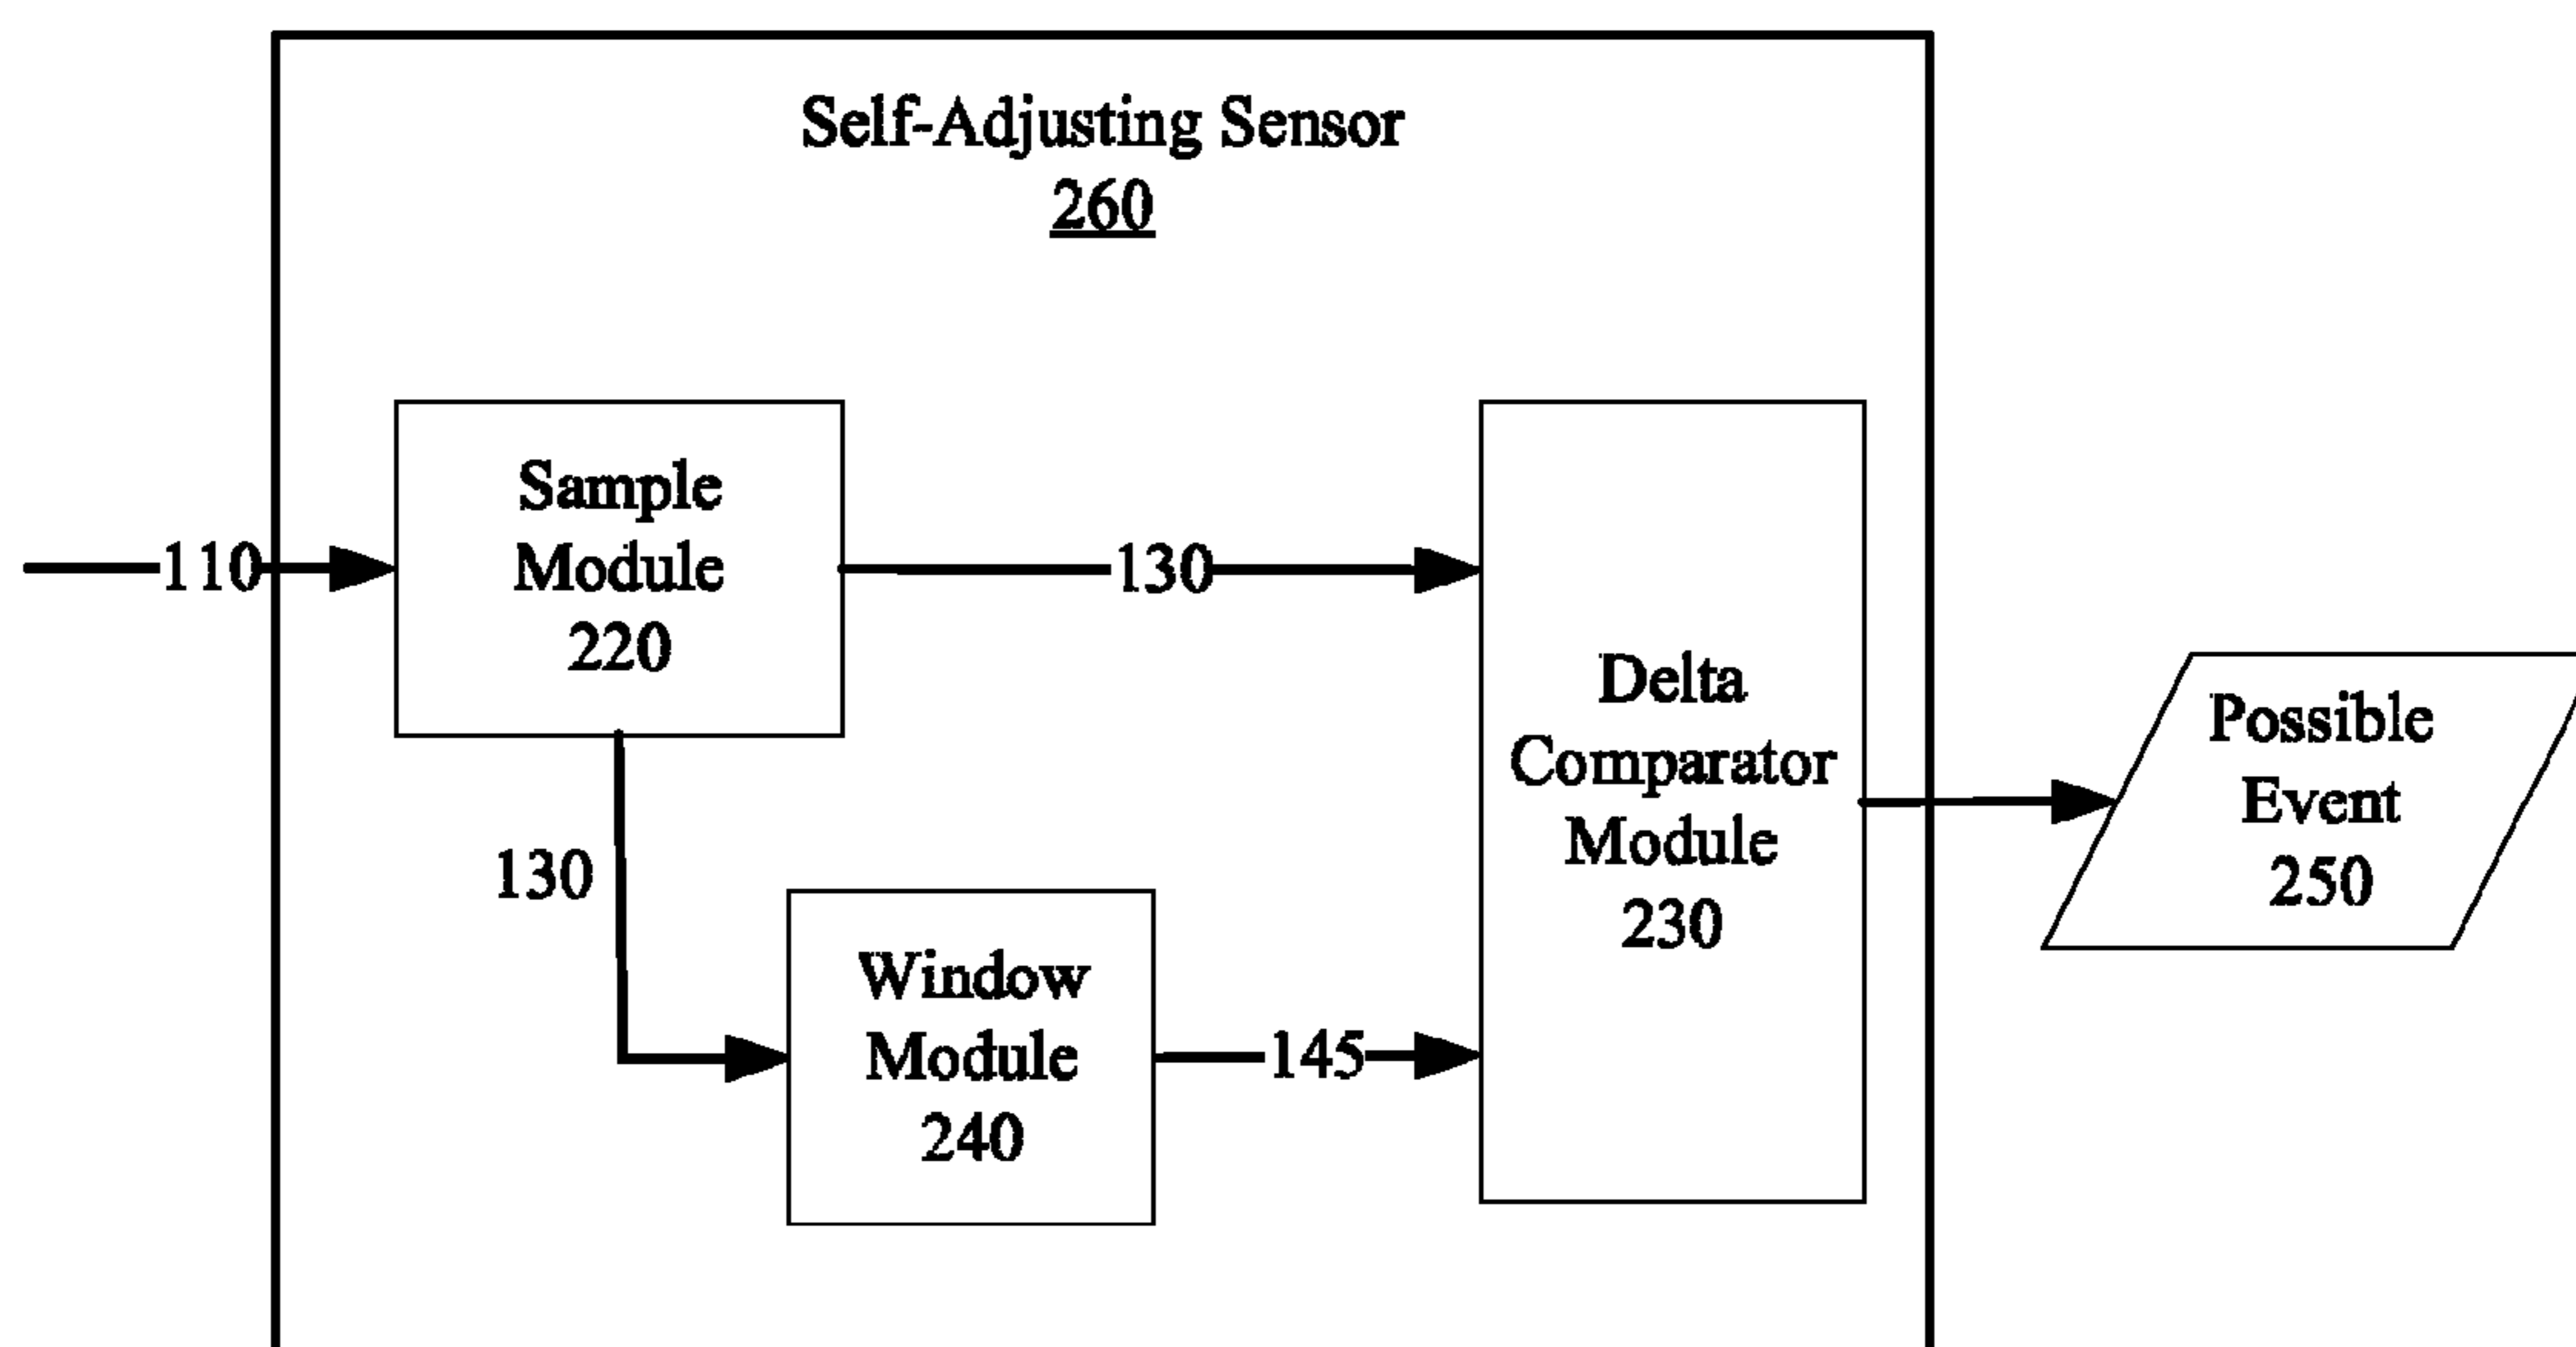 Self-Adjusting Sensor
260
Sample
Module
220
110
130
130
Window
Module
240
145
Delta
Comparator
Module
230
Possible
Event
250